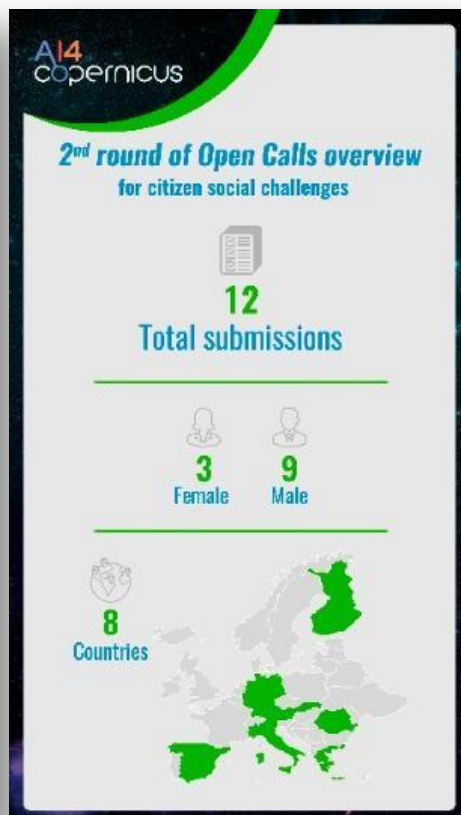 AI4
copernicus
2nd round of Open Calls overview
for citizen social challenges
12
Total submissions
3 9
Female Male
8
Countries